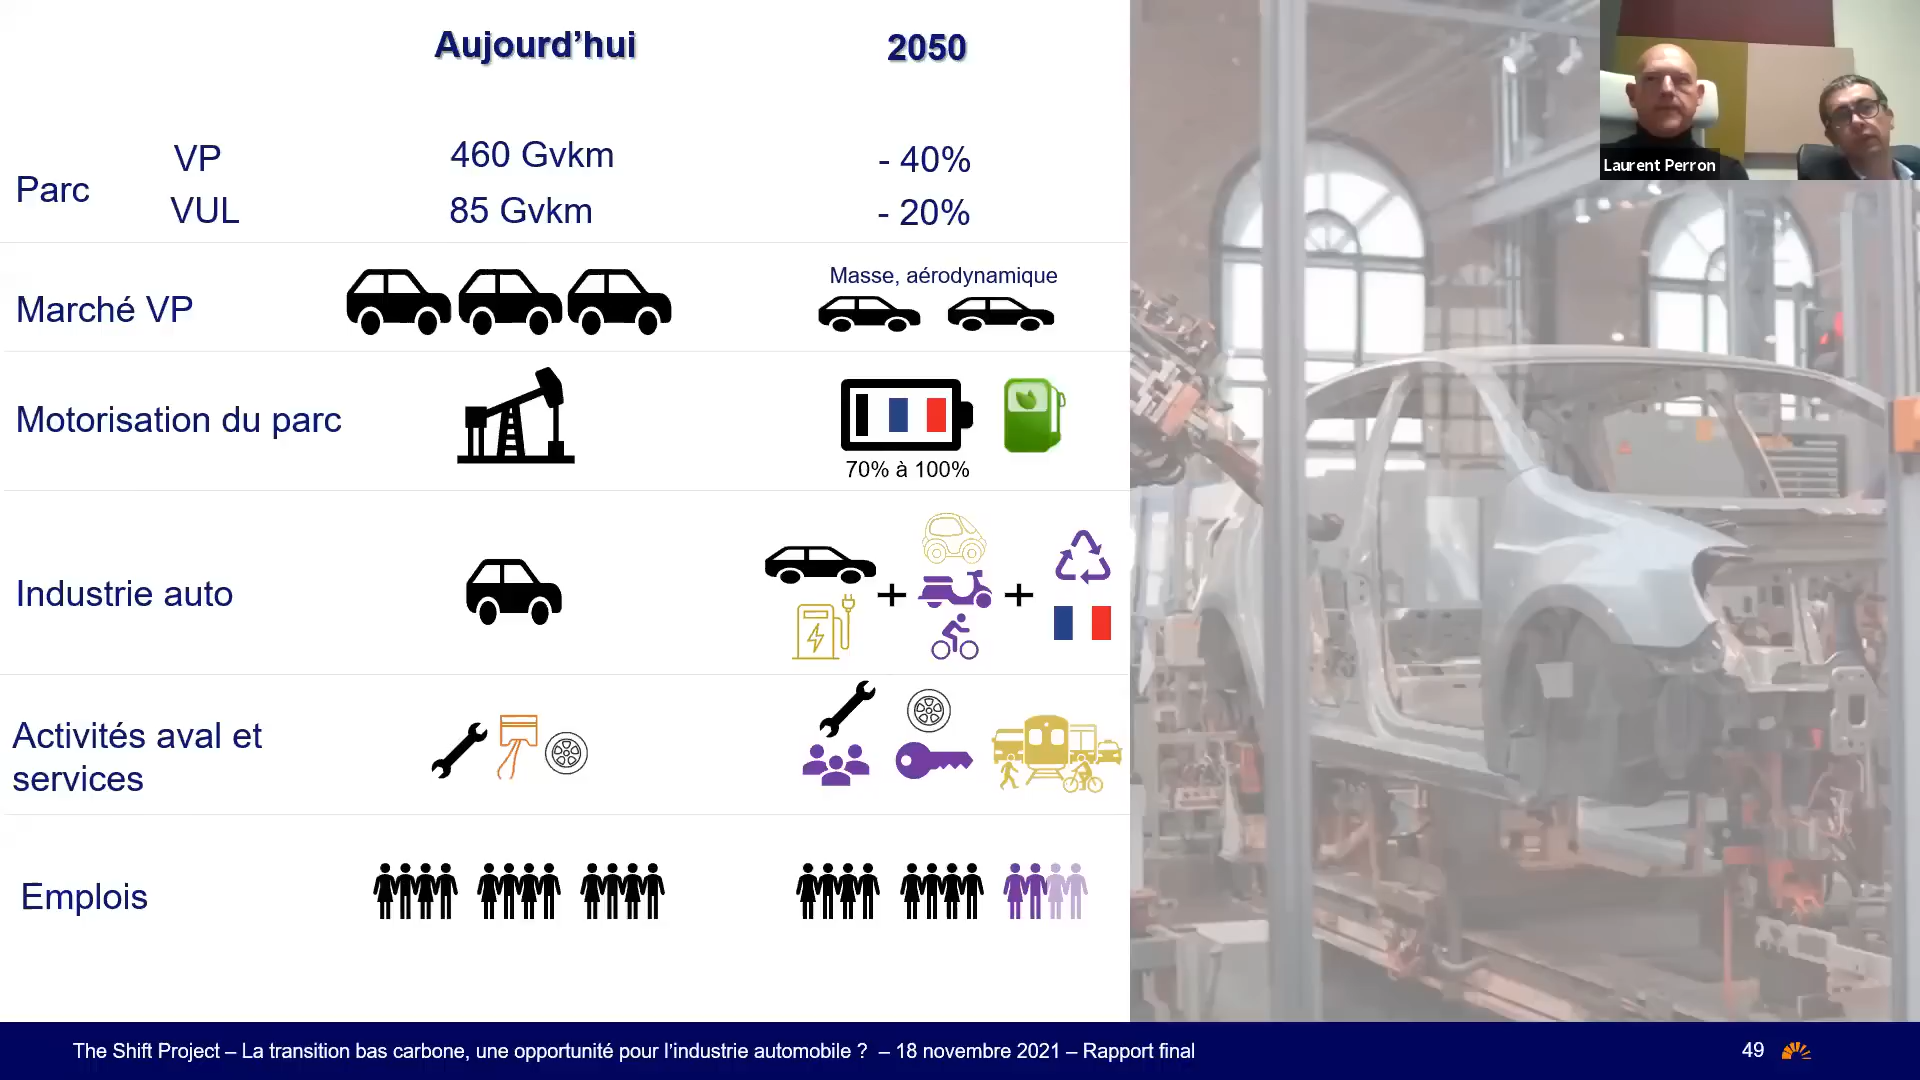 Aujourd’hui
2050
Parc
VP
460 Gvkm
- 40%
VUL
85 Gvkm
- 20%
Marché VP
Masse, aérodynamique
Motorisation du parc
70% à 100%
Industrie auto
Activités aval et
services
Emplois
Laurent Perron
The Shift Project – La transition bas carbone, une opportunité pour l’industrie automobile ? – 18 novembre 2021 – Rapport final
49